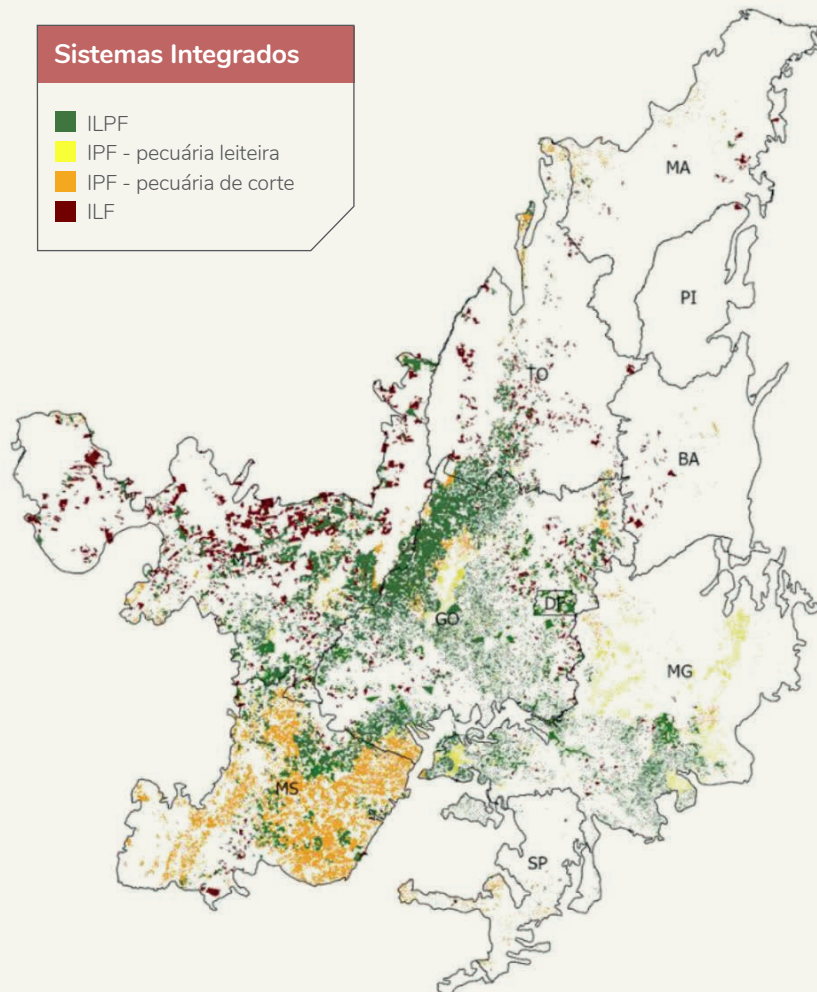 Sistemas Integrados
ILPF
IPF - pecuária leiteira
IPF - pecuária de corte
ILF
MA
PI
TO
BA
MT
DF
GO
MG
MS
SP